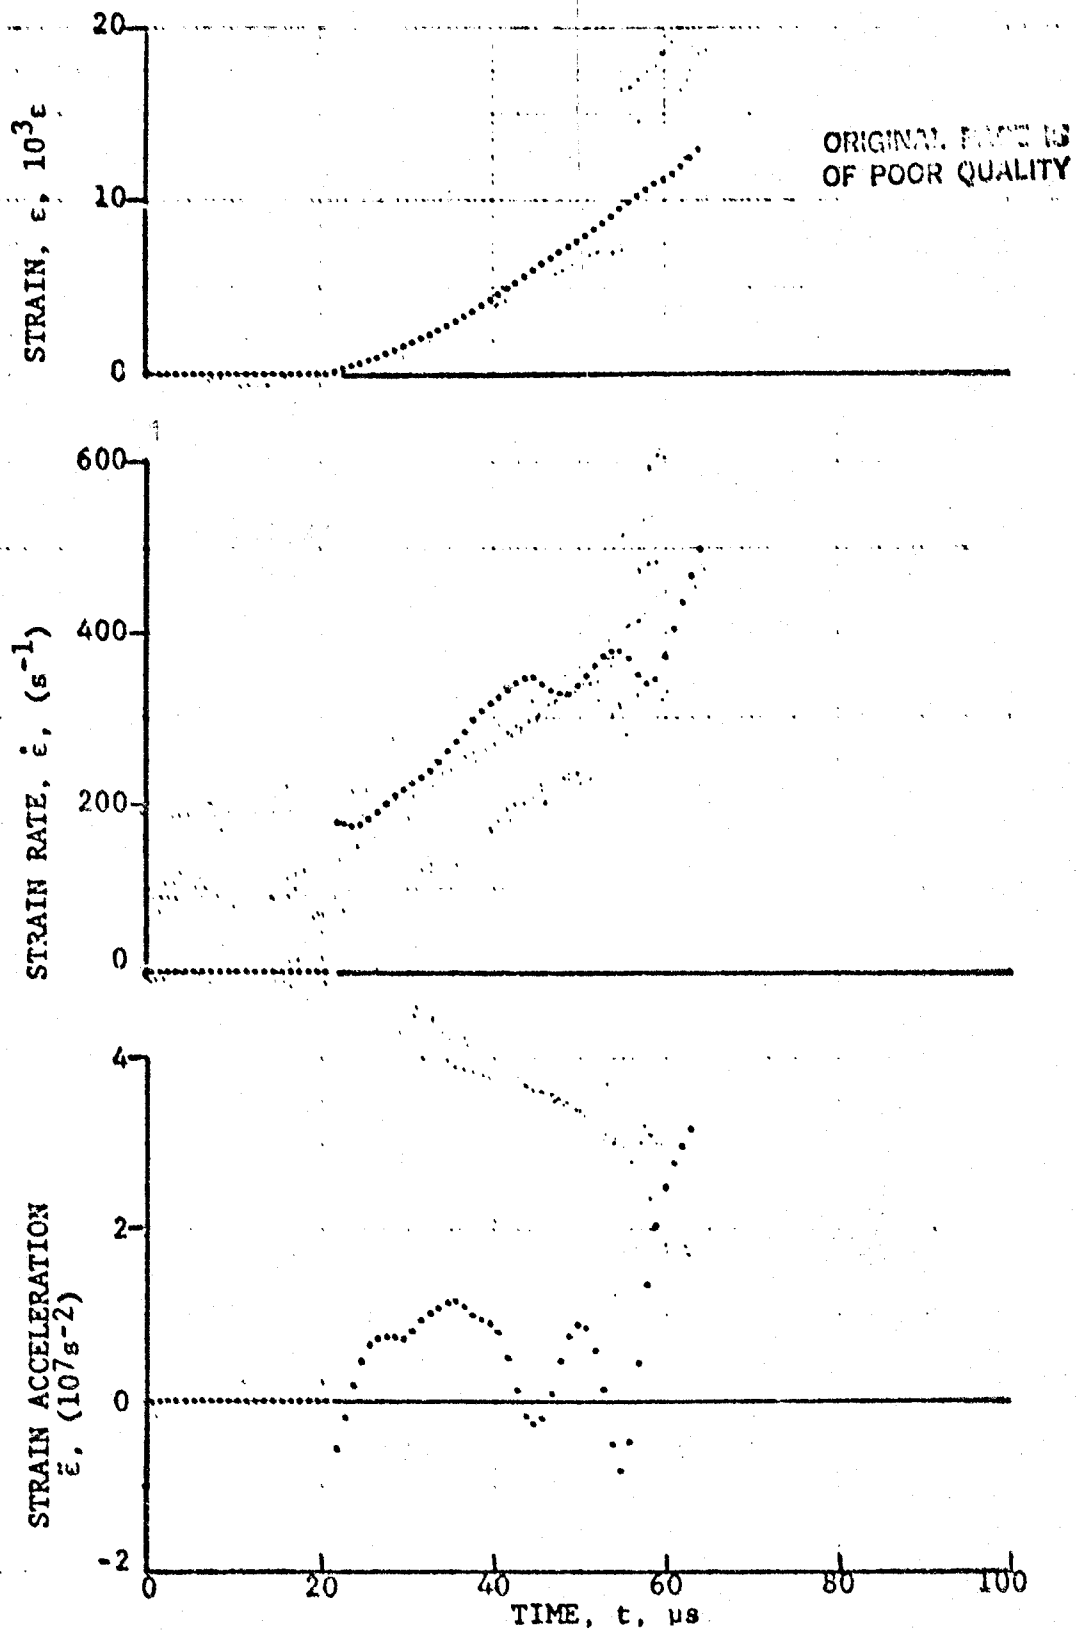 20
10
0
STRAIN, ε, 10³ε
ORIGINAL
OF POOR QUALITY
600
400
200
0
STRAIN RATE, ε̇, (s⁻¹)
4
2
0
-2
STRAIN ACCELERATION
ε̈, (10⁷s-2)
0 20 40 60 80 100
TIME, t, µs